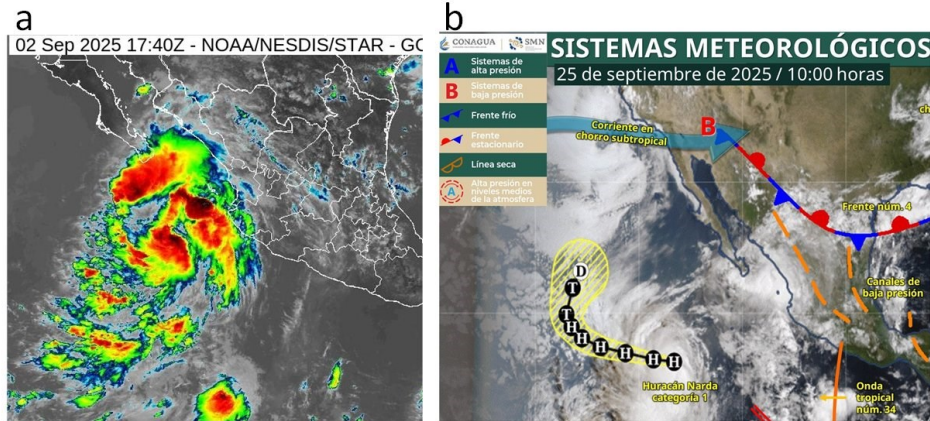 a
02 Sep 2025 17:40Z - NOAA/NESDIS/STAR - GO
b
CONAGUA
SMN
SISTEMAS METEOROLÓGICOS
25 de septiembre de 2025 / 10:00 horas
A Sistemas de
alta presión
B Sistemas de
baja presión
Frente frío
Frente
estacionario
Línea seca
A Alta presión en
niveles medios
de la atmosfera
Corriente en
chorro subtropical
B
ch
Frente núm. 4
Canales de
baja presión
D
T
T
H
H
H
H
H
H
Huracán Narda
categoría 1
Onda
tropical
núm. 34